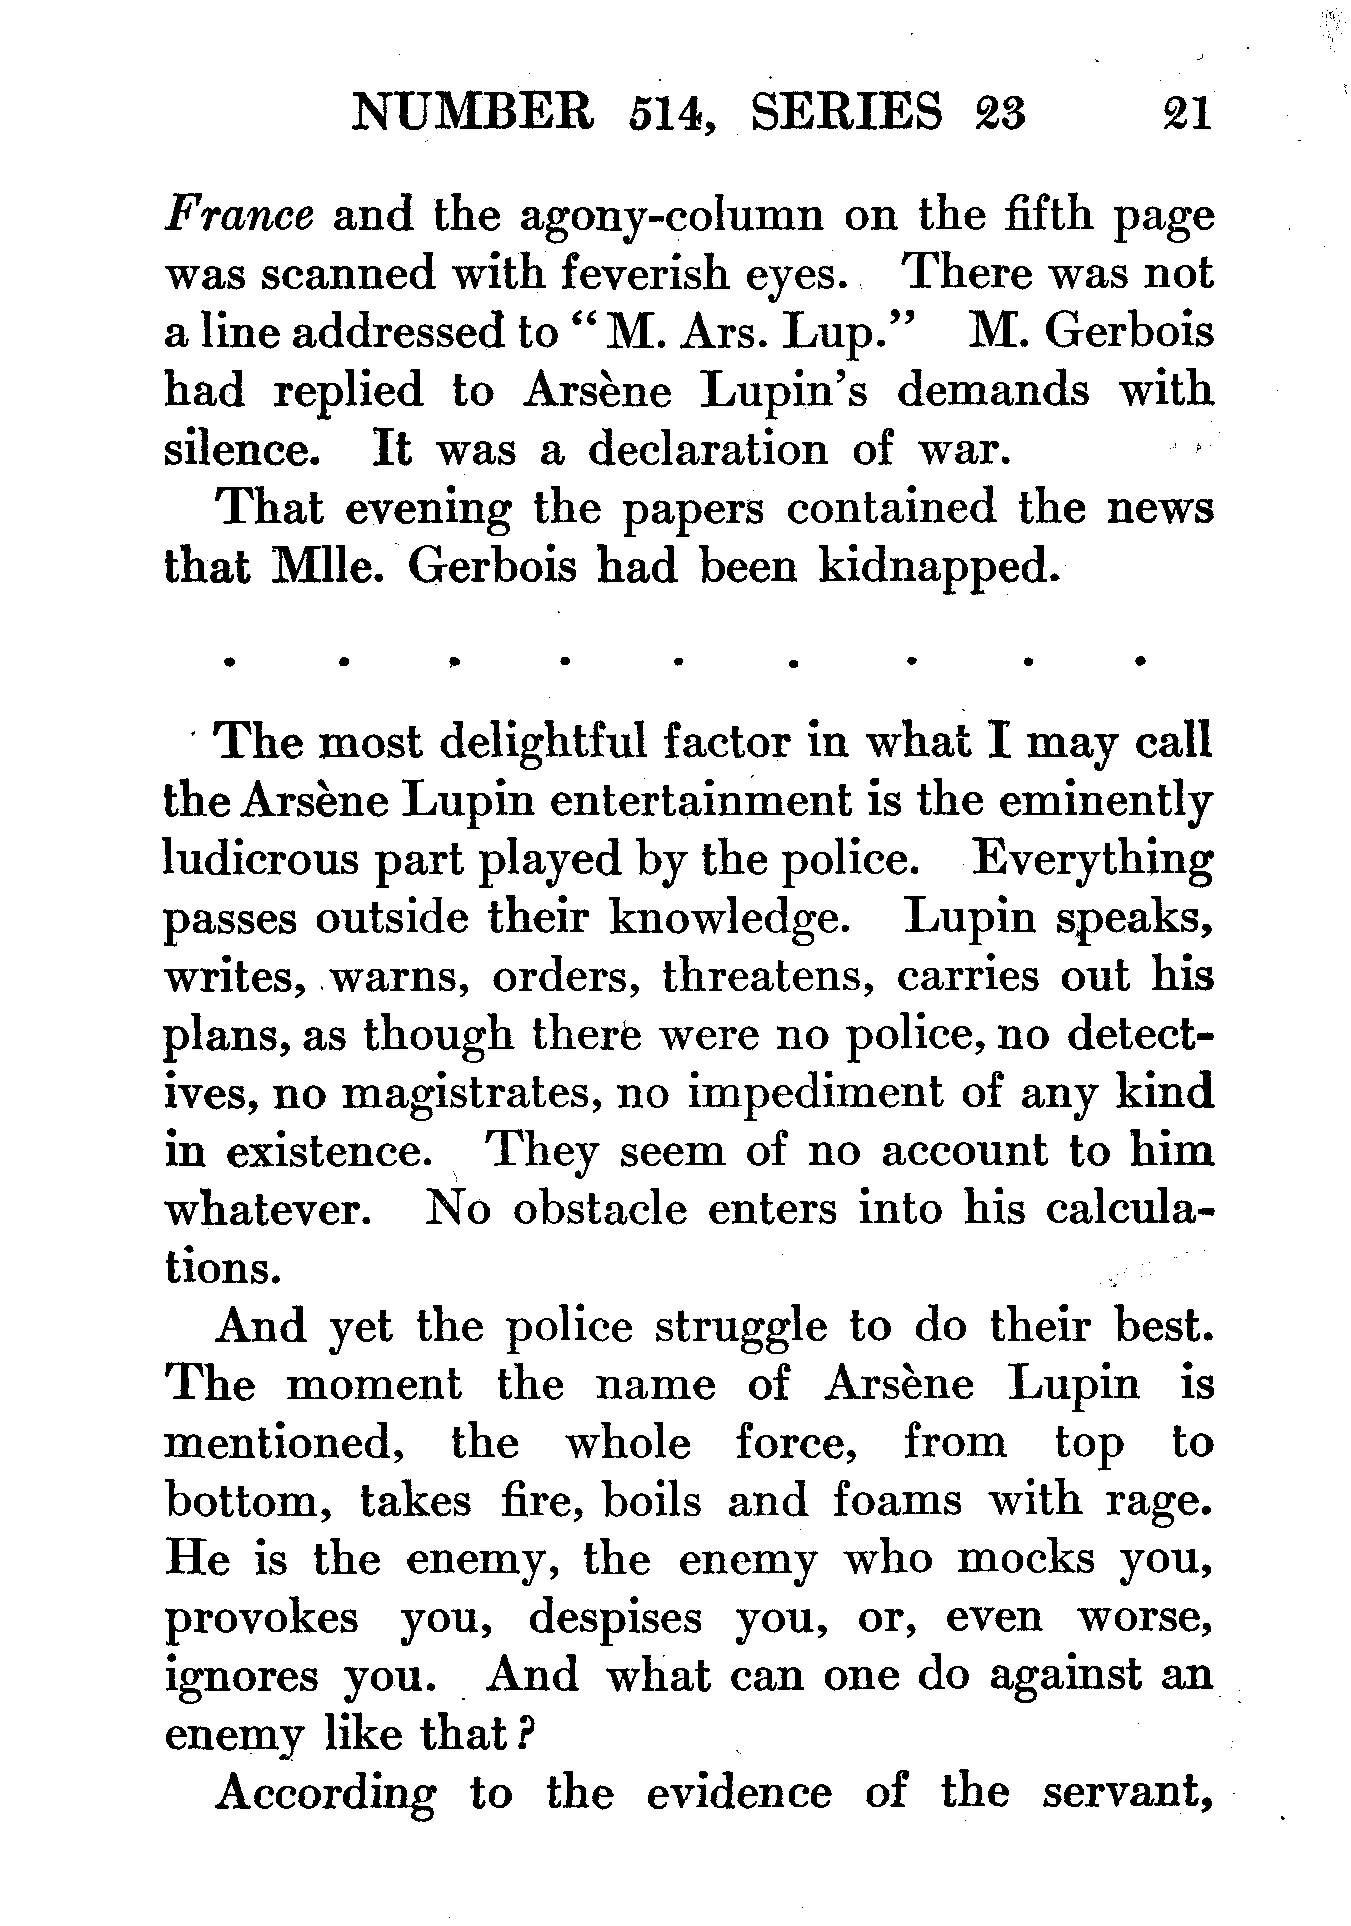 NUMBER 514, SERIES 23 21
France and the agony-column on the fifth page
was scanned with feverish eyes. There was not
a line addressed to “M. Ars. Lup.” M. Gerbois
had replied to Arsène Lupin’s demands with
silence. It was a declaration of war.
That evening the papers contained the news
that Mlle. Gerbois had been kidnapped.
. . . . . . . . .
The most delightful factor in what I may call
the Arsène Lupin entertainment is the eminently
ludicrous part played by the police. Everything
passes outside their knowledge. Lupin speaks,
writes, warns, orders, threatens, carries out his
plans, as though there were no police, no detect-
ives, no magistrates, no impediment of any kind
in existence. They seem of no account to him
whatever. No obstacle enters into his calcula-
tions.
And yet the police struggle to do their best.
The moment the name of Arsène Lupin is
mentioned, the whole force, from top to
bottom, takes fire, boils and foams with rage.
He is the enemy, the enemy who mocks you,
provokes you, despises you, or, even worse,
ignores you. And what can one do against an
enemy like that?
According to the evidence of the servant,